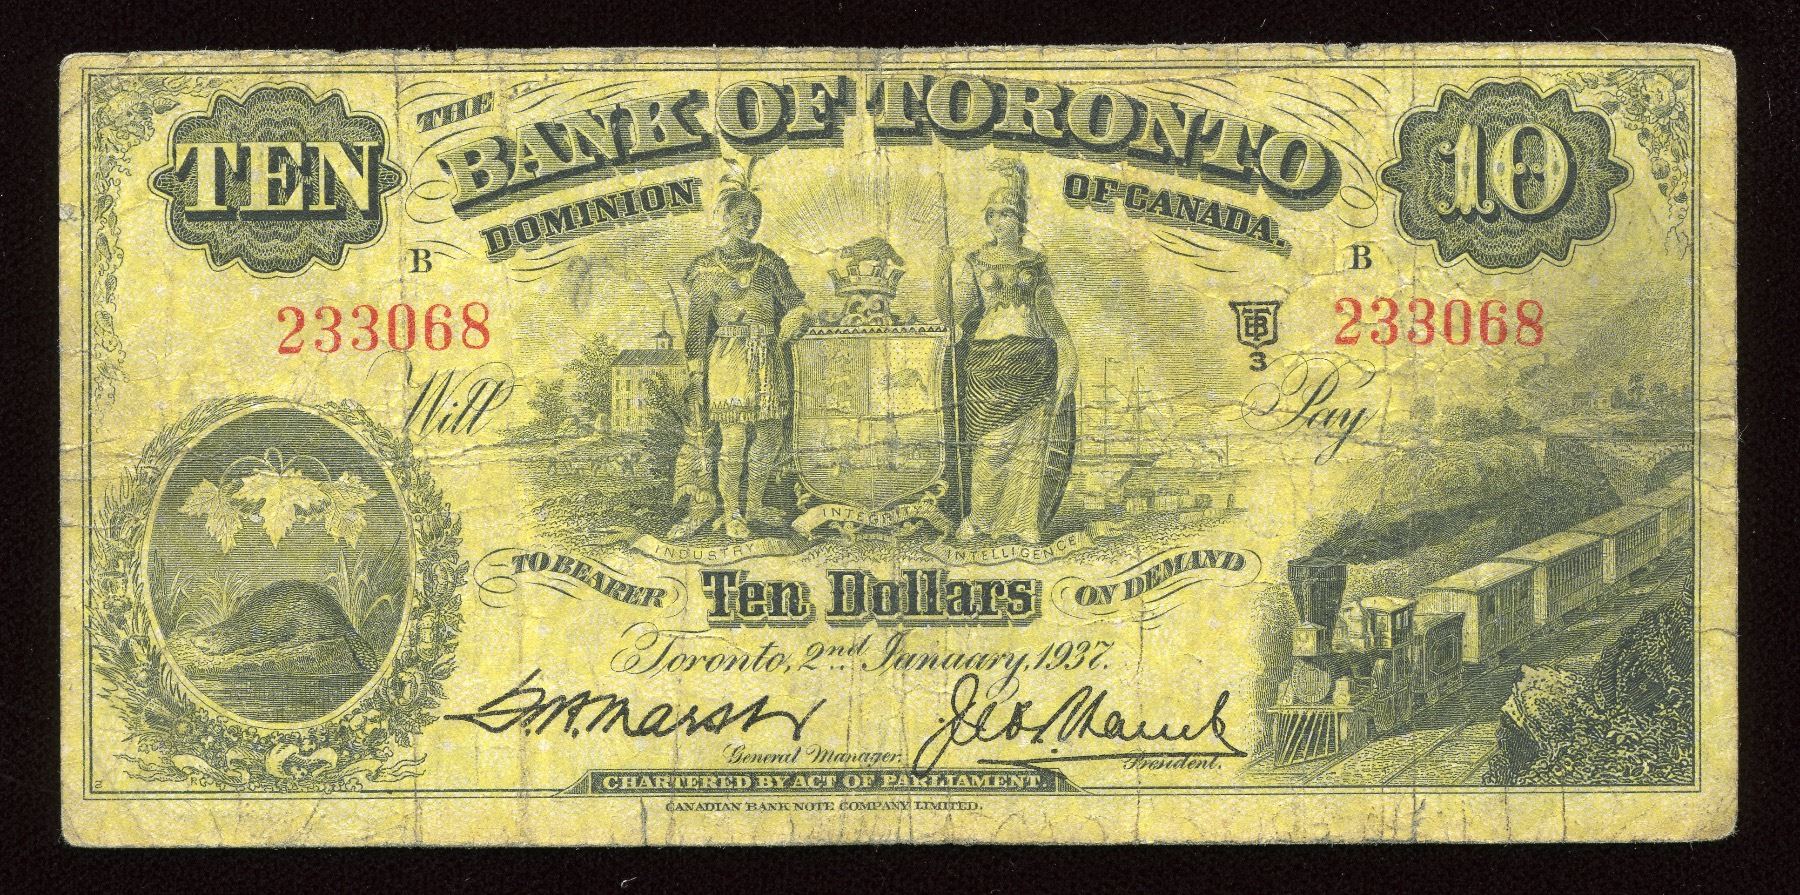 THE
BANK OF TORONTO
DOMINION OF CANADA.
TEN
10
B B
233068 233068
TBT
3
Will Pay
INTEGRITY
INDUSTRY INTELLIGENCE
TO BEARER Ten Dollars ON DEMAND
Toronto, 2nd January, 1937.
General Manager. President.
CHARTERED BY ACT OF PARLIAMENT.
CANADIAN BANK NOTE COMPANY LIMITED.